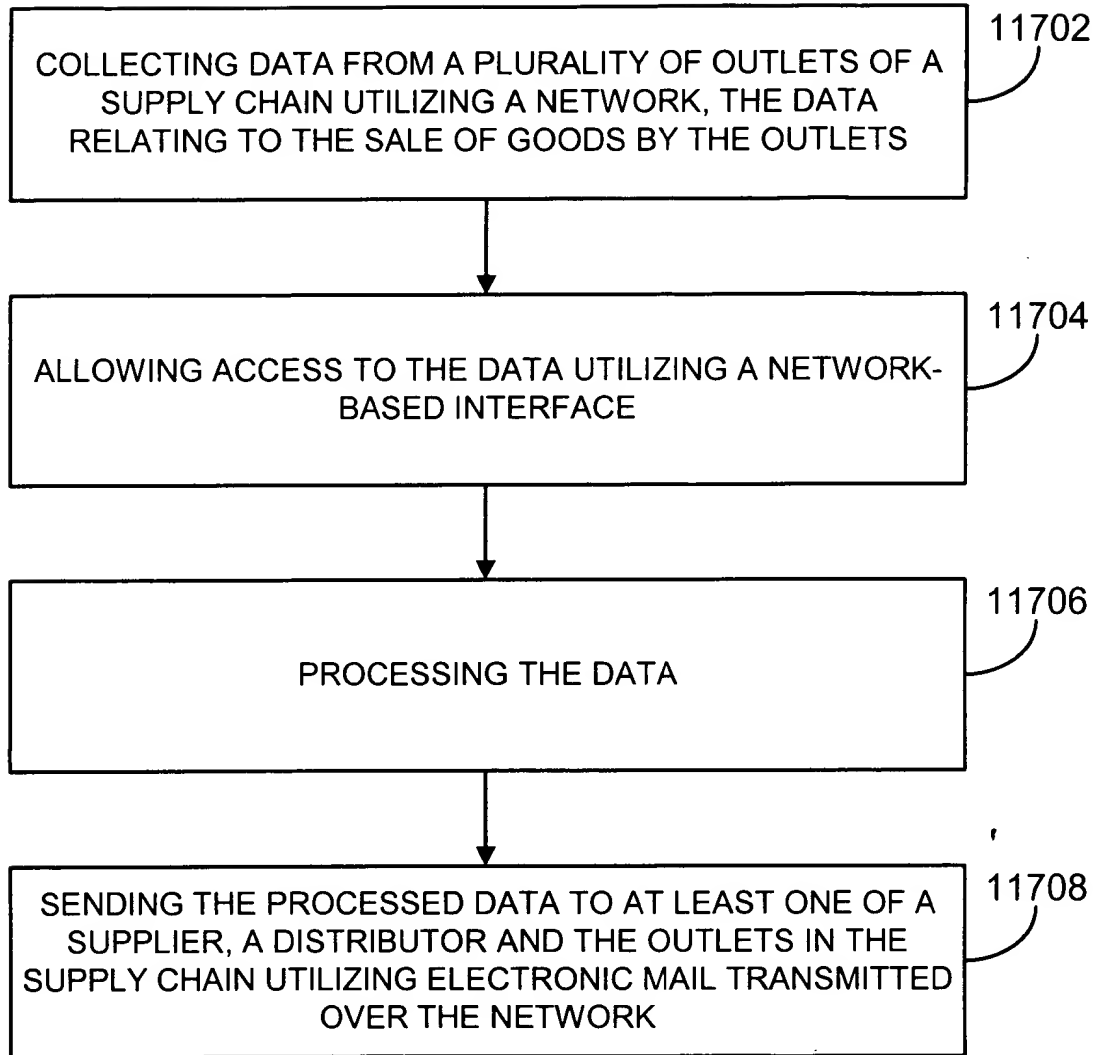 11702
COLLECTING DATA FROM A PLURALITY OF OUTLETS OF A
SUPPLY CHAIN UTILIZING A NETWORK, THE DATA
RELATING TO THE SALE OF GOODS BY THE OUTLETS
11704
ALLOWING ACCESS TO THE DATA UTILIZING A NETWORK-
BASED INTERFACE
11706
PROCESSING THE DATA
11708
SENDING THE PROCESSED DATA TO AT LEAST ONE OF A
SUPPLIER, A DISTRIBUTOR AND THE OUTLETS IN THE
SUPPLY CHAIN UTILIZING ELECTRONIC MAIL TRANSMITTED
OVER THE NETWORK